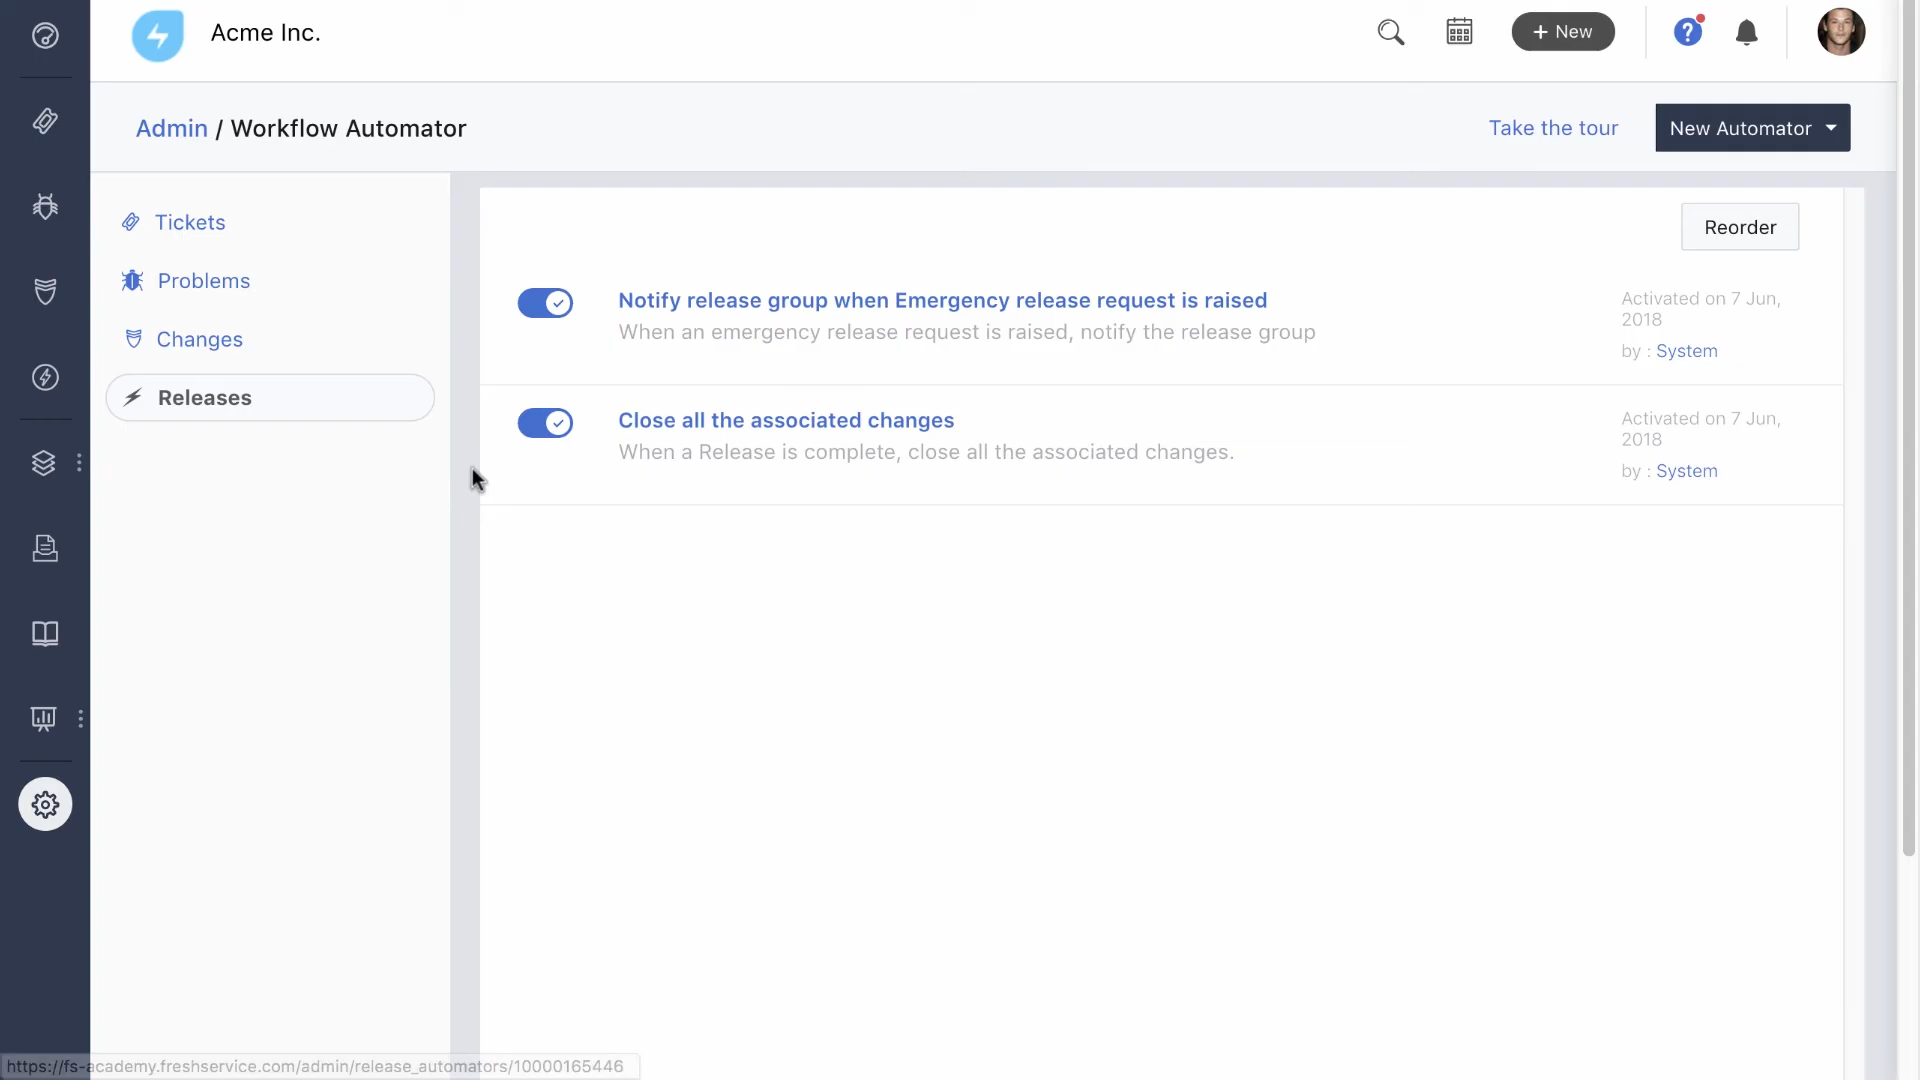 Acme Inc.
+ New
?
Admin / Workflow Automator
Take the tour
New Automator
Tickets
Problems
Changes
Releases
Reorder
Notify release group when Emergency release request is raised
When an emergency release request is raised, notify the release group
Activated on 7 Jun,
2018
by : System
Close all the associated changes
When a Release is complete, close all the associated changes.
Activated on 7 Jun,
2018
by : System
https://fs-academy.freshservice.com/admin/release_automators/10000165446